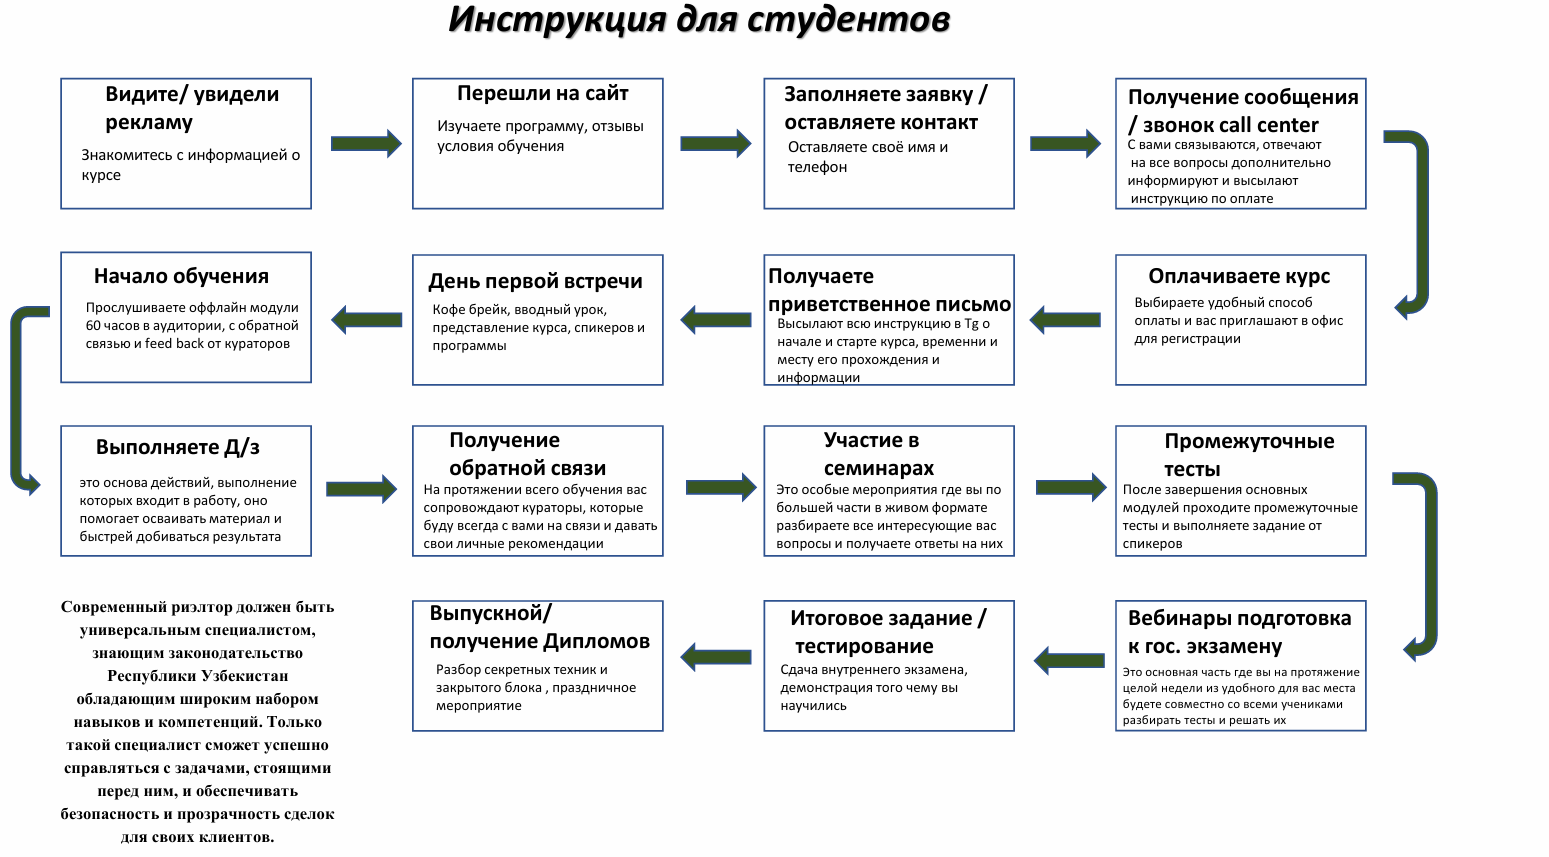 Инструкция для студентов
Видите/ увидели
рекламу
Знакомитесь с информацией о
курсе
Перешли на сайт
Изучаете программу, отзывы
условия обучения
Заполняете заявку /
оставляете контакт
Оставляете своё имя и
телефон
Получение сообщения
/ звонок call center
С вами связываются, отвечают
на все вопросы дополнительно
информируют и высылают
инструкцию по оплате
Оплачиваете курс
Выбираете удобный способ
оплаты и вас приглашают в офис
для регистрации
Получаете
приветственное письмо
Высылают всю инструкцию в Tg о
начале и старте курса, временни и
месту его прохождения и
информации
День первой встречи
Кофе брейк, вводный урок,
представление курса, спикеров и
программы
Начало обучения
Прослушиваете оффлайн модули
60 часов в аудитории, с обратной
связью и feed back от кураторов
Выполняете Д/з
это основа действий, выполнение
которых входит в работу, оно
помогает осваивать материал и
быстрей добиваться результата
Получение
обратной связи
На протяжении всего обучения вас
сопровождают кураторы, которые
буду всегда с вами на связи и давать
свои личные рекомендации
Участие в
семинарах
Это особые мероприятия где вы по
большей части в живом формате
разбираете все интересующие вас
вопросы и получаете ответы на них
Промежуточные
тесты
После завершения основных
модулей проходите промежуточные
тесты и выполняете задание от
спикеров
Вебинары подготовка
к гос. экзамену
Это основная часть где вы на протяжение
целой недели из удобного для вас места
будете совместно со всеми учениками
разбирать тесты и решать их
Итоговое задание /
тестирование
Сдача внутреннего экзамена,
демонстрация того чему вы
научились
Выпускной/
получение Дипломов
Разбор секретных техник и
закрытого блока , праздничное
мероприятие
Современный риэлтор должен быть
универсальным специалистом,
знающим законодательство
Республики Узбекистан
обладающим широким набором
навыков и компетенций. Только
такой специалист сможет успешно
справляться с задачами, стоящими
перед ним, и обеспечивать
безопасность и прозрачность сделок
для своих клиентов.